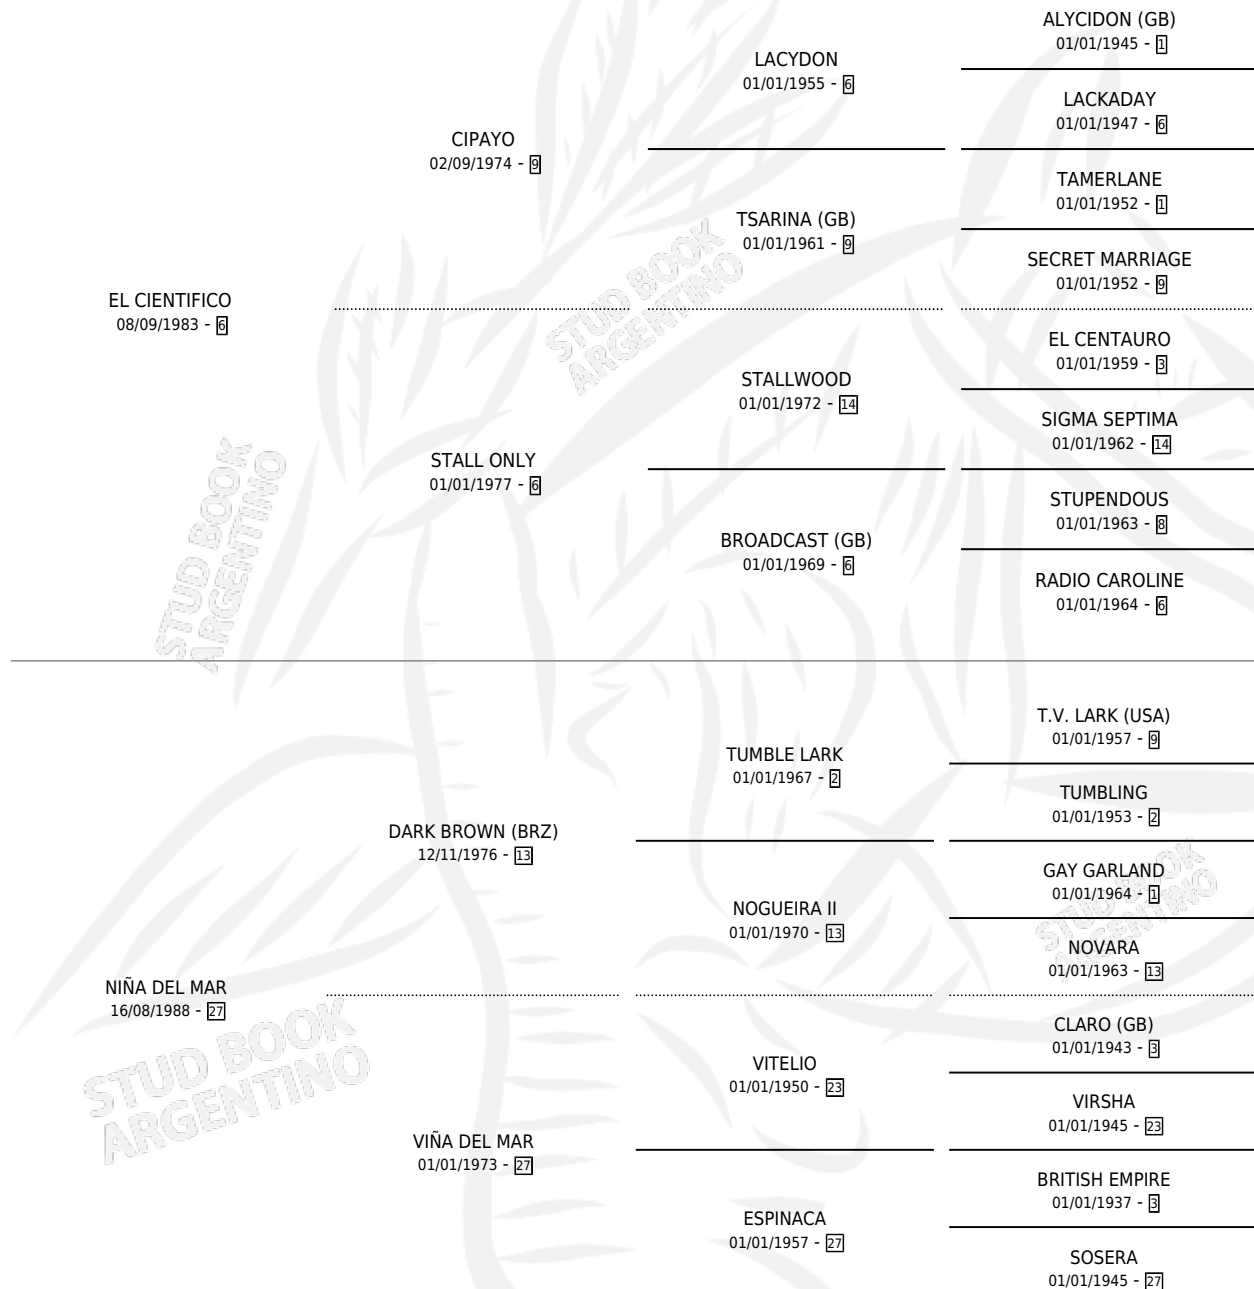 ALYCIDON (GB)
01/01/1945 - 1
LACYDON
01/01/1955 - 6
LACKADAY
01/01/1947 - 6
CIPAYO
02/09/1974 - 9
TAMERLANE
01/01/1952 - 1
TSARINA (GB)
01/01/1961 - 9
SECRET MARRIAGE
01/01/1952 - 9
EL CIENTIFICO
08/09/1983 - 6
EL CENTAURO
01/01/1959 - 3
STALLWOOD
01/01/1972 - 14
SIGMA SEPTIMA
01/01/1962 - 14
STALL ONLY
01/01/1977 - 6
STUPENDOUS
01/01/1963 - 8
BROADCAST (GB)
01/01/1969 - 6
RADIO CAROLINE
01/01/1964 - 6
T.V. LARK (USA)
01/01/1957 - 9
TUMBLE LARK
01/01/1967 - 2
TUMBLING
01/01/1953 - 2
DARK BROWN (BRZ)
12/11/1976 - 13
GAY GARLAND
01/01/1964 - 1
NOGUEIRA II
01/01/1970 - 13
NOVARA
01/01/1963 - 13
NIÑA DEL MAR
16/08/1988 - 27
CLARO (GB)
01/01/1943 - 3
VITELIO
01/01/1950 - 23
VIRSHA
01/01/1945 - 23
VIÑA DEL MAR
01/01/1973 - 27
BRITISH EMPIRE
01/01/1937 - 3
ESPINACA
01/01/1957 - 27
SOSERA
01/01/1945 - 27
STUD BOOK
ARGENTINO
STUD BOOK
ARGENTINO
STUD BOOK
ARGENTINO
STUD BOOK
ARGENTINO